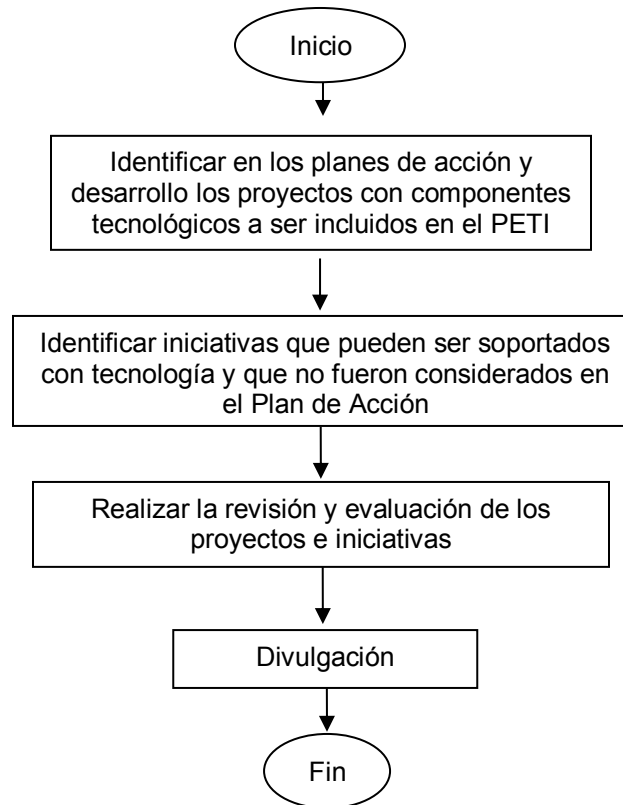 Inicio
Identificar en los planes de acción y
desarrollo los proyectos con componentes
tecnológicos a ser incluidos en el PETI
Identificar iniciativas que pueden ser soportados
con tecnología y que no fueron considerados en
el Plan de Acción
Realizar la revisión y evaluación de los
proyectos e iniciativas
Divulgación
Fin